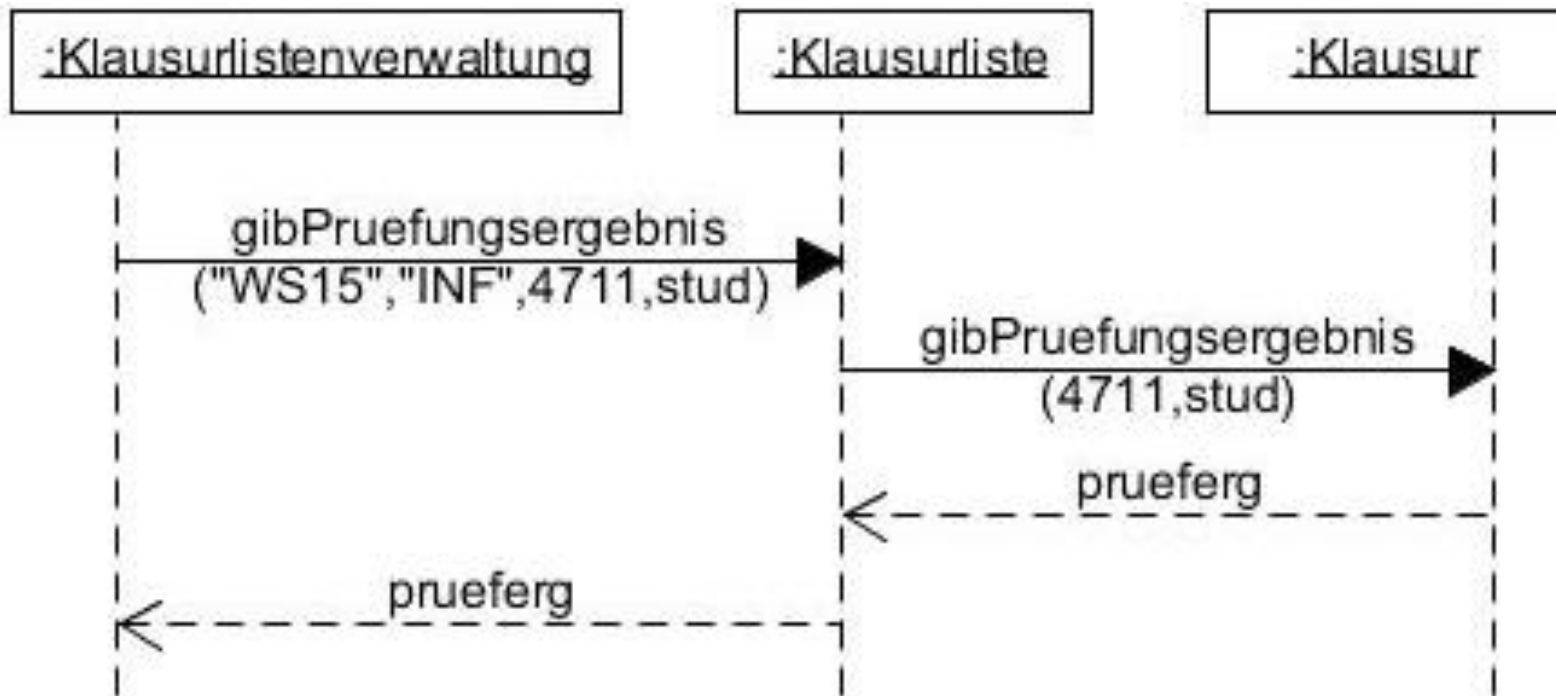 :Klausurlistenverwaltung
:Klausurliste
:Klausur
gibPruefungsergebnis
("WS15","INF",4711,stud)
gibPruefungsergebnis
(4711,stud)
prueferg
prueferg